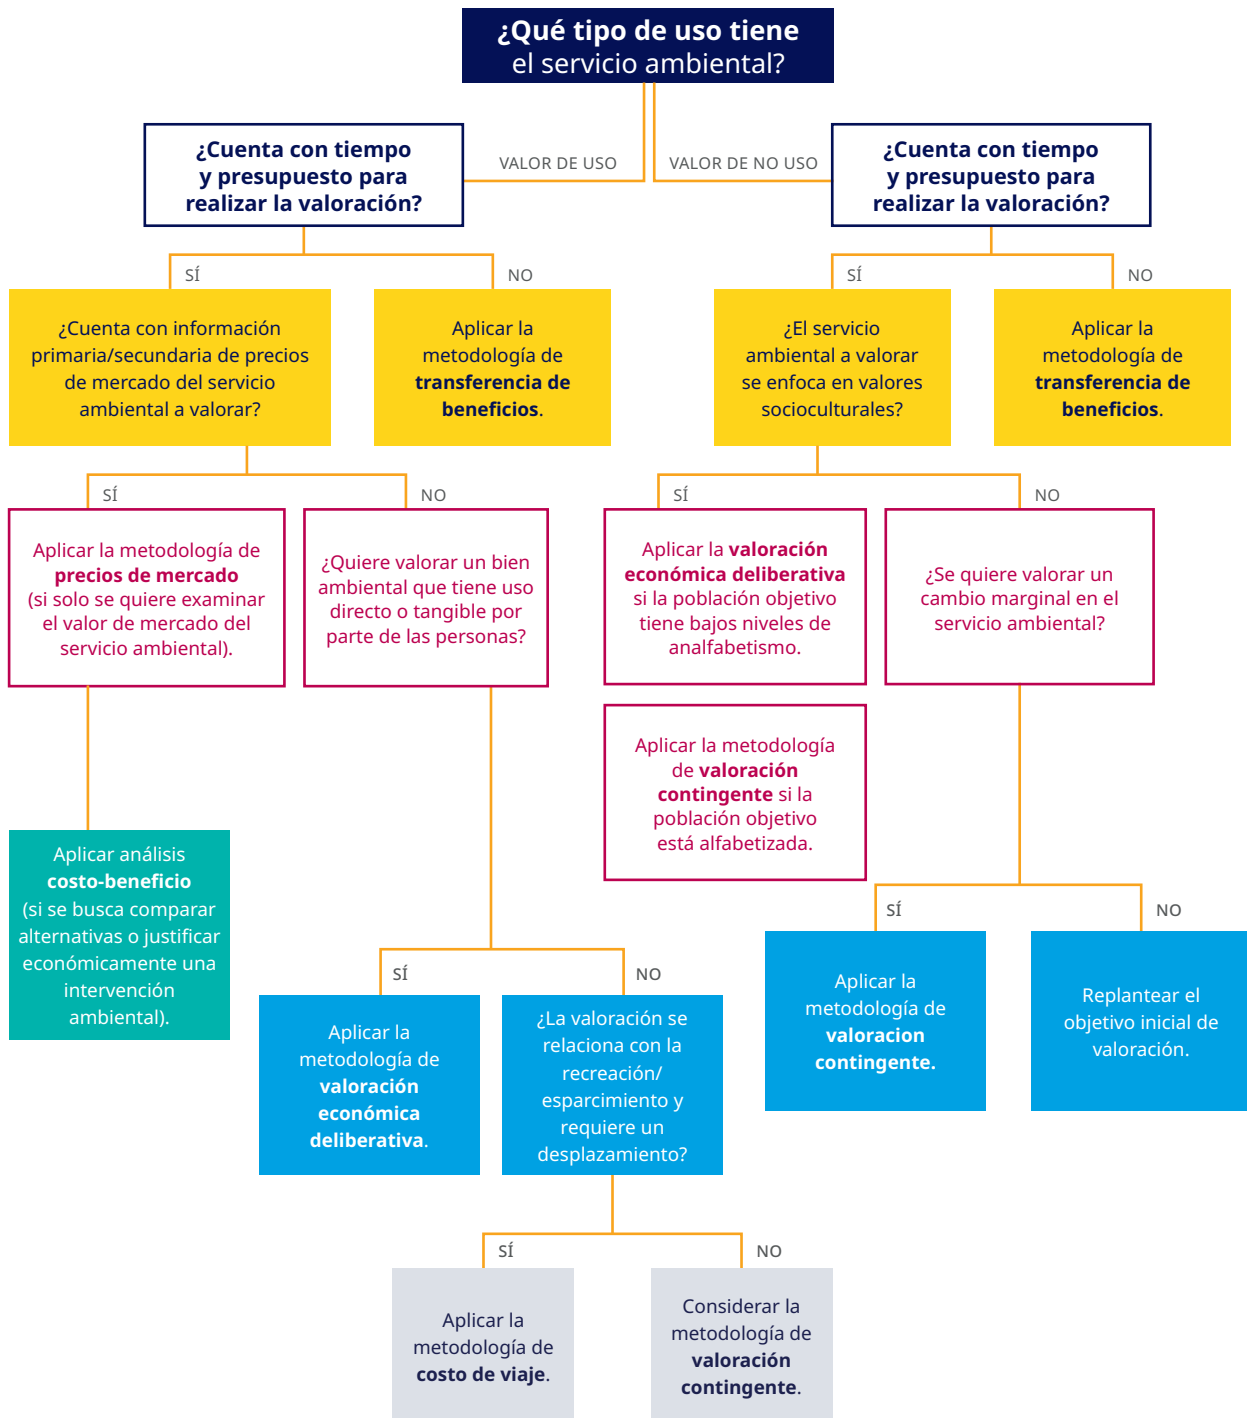 ¿Qué tipo de uso tiene
el servicio ambiental?
¿Cuenta con tiempo
y presupuesto para
realizar la valoración?
VALOR DE USO
VALOR DE NO USO
¿Cuenta con tiempo
y presupuesto para
realizar la valoración?
SÍ
NO
SÍ
NO
¿Cuenta con información
primaria/secundaria de precios
de mercado del servicio
ambiental a valorar?
Aplicar la
metodología de
transferencia de
beneficios.
¿El servicio
ambiental a valorar
se enfoca en valores
socioculturales?
Aplicar la
metodología de
transferencia de
beneficios.
SÍ
NO
SÍ
NO
Aplicar la metodología de
precios de mercado
(si solo se quiere examinar
el valor de mercado del
servicio ambiental).
¿Quiere valorar un bien
ambiental que tiene uso
directo o tangible por
parte de las personas?
Aplicar la valoración
económica deliberativa
si la población objetivo
tiene bajos niveles de
analfabetismo.
¿Se quiere valorar un
cambio marginal en el
servicio ambiental?
Aplicar la metodología
de valoración
contingente si la
población objetivo
está alfabetizada.
Aplicar análisis
costo-beneficio
(si se busca comparar
alternativas o justificar
económicamente una
intervención
ambiental).
SÍ
NO
SÍ
NO
Aplicar la
metodología de
valoracion
contingente.
Replantear el
objetivo inicial de
valoración.
Aplicar la
metodología de
valoración
económica
deliberativa.
¿La valoración se
relaciona con la
recreación/
esparcimiento y
requiere un
desplazamiento?
SÍ
NO
Aplicar la
metodología de
costo de viaje.
Considerar la
metodología de
valoración
contingente.